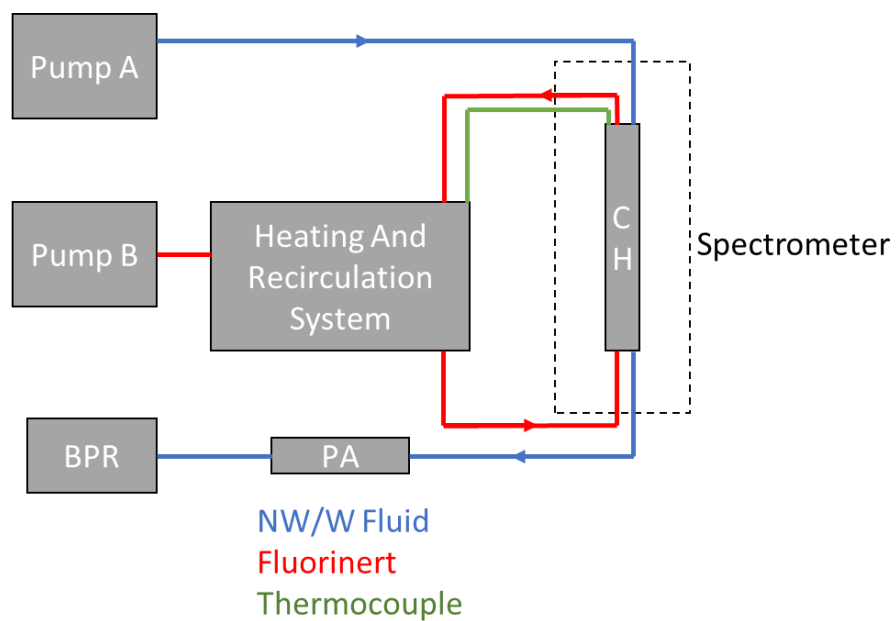 Pump A
Pump B
Heating And
Recirculation
System
C
H
Spectrometer
BPR
PA
NW/W Fluid
Fluorinert
Thermocouple